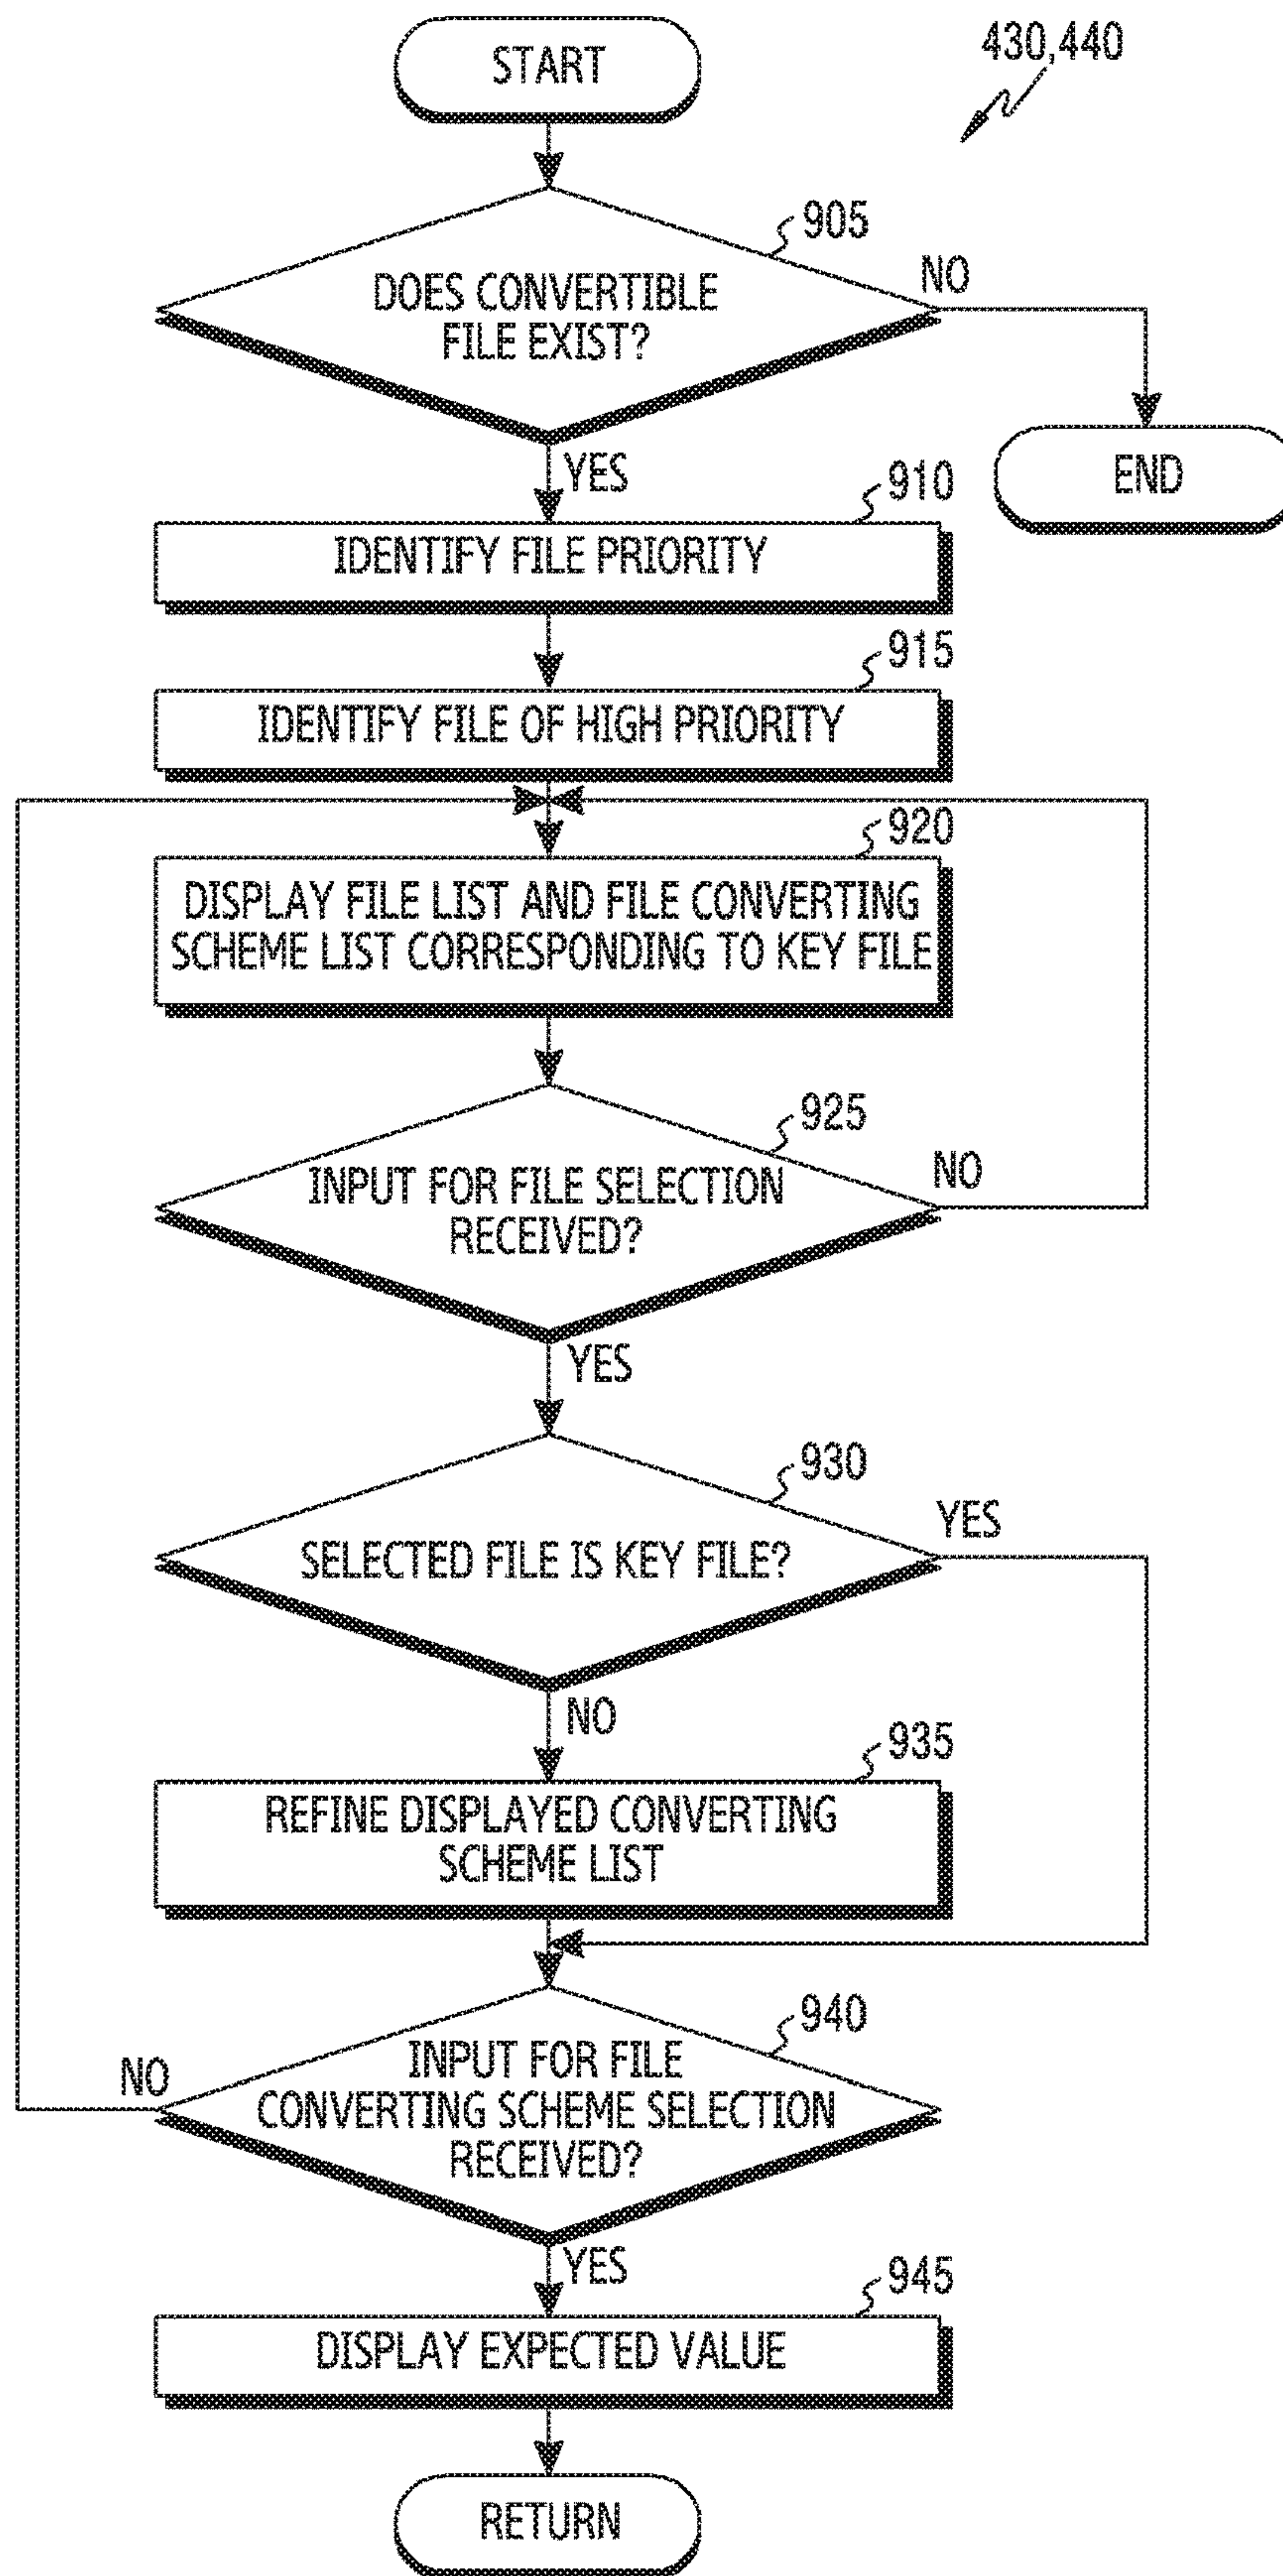 START
430,440
905
DOES CONVERTIBLE
FILE EXIST?
NO
END
YES
910
IDENTIFY FILE PRIORITY
915
IDENTIFY FILE OF HIGH PRIORITY
920
DISPLAY FILE LIST AND FILE CONVERTING
SCHEME LIST CORRESPONDING TO KEY FILE
925
INPUT FOR FILE SELECTION
RECEIVED?
NO
YES
930
SELECTED FILE IS KEY FILE?
YES
NO
935
REFINE DISPLAYED CONVERTING
SCHEME LIST
940
INPUT FOR FILE
CONVERTING SCHEME SELECTION
RECEIVED?
NO
YES
945
DISPLAY EXPECTED VALUE
RETURN